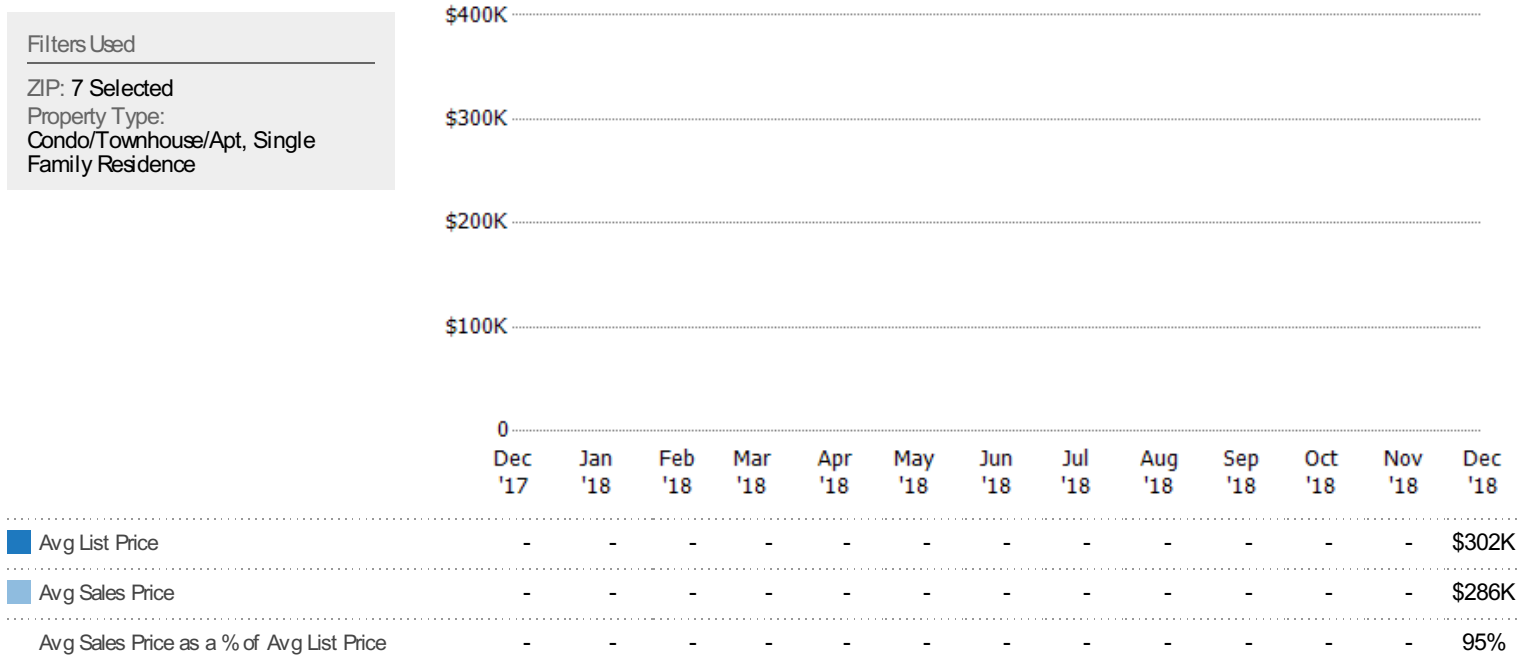 Filters Used
ZIP: 7 Selected
Property Type:
Condo/Townhouse/Apt, Single
Family Residence
$400K
$300K
$200K
$100K
0
Dec Jan Feb Mar Apr May Jun Jul Aug Sep Oct Nov Dec
'17 '18 '18 '18 '18 '18 '18 '18 '18 '18 '18 '18 '18
Avg List Price - - - - - - - - - - - - $302K
Avg Sales Price - - - - - - - - - - - - $286K
Avg Sales Price as a % of Avg List Price - - - - - - - - - - - - 95%